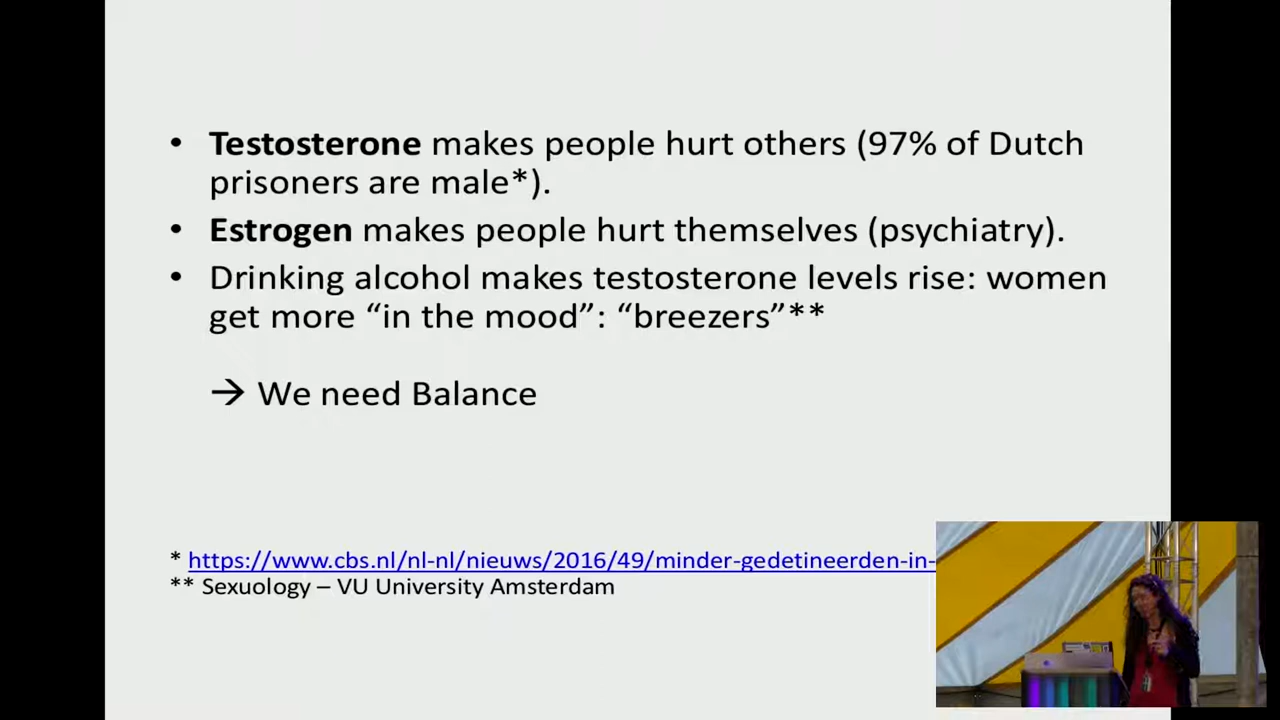 • Testosterone makes people hurt others (97% of Dutch
prisoners are male*).
• Estrogen makes people hurt themselves (psychiatry).
• Drinking alcohol makes testosterone levels rise: women
get more “in the mood”: “breezers”**
→ We need Balance
* https://www.cbs.nl/nl-nl/nieuws/2016/49/minder-gedetineerden-in-
** Sexuology – VU University Amsterdam